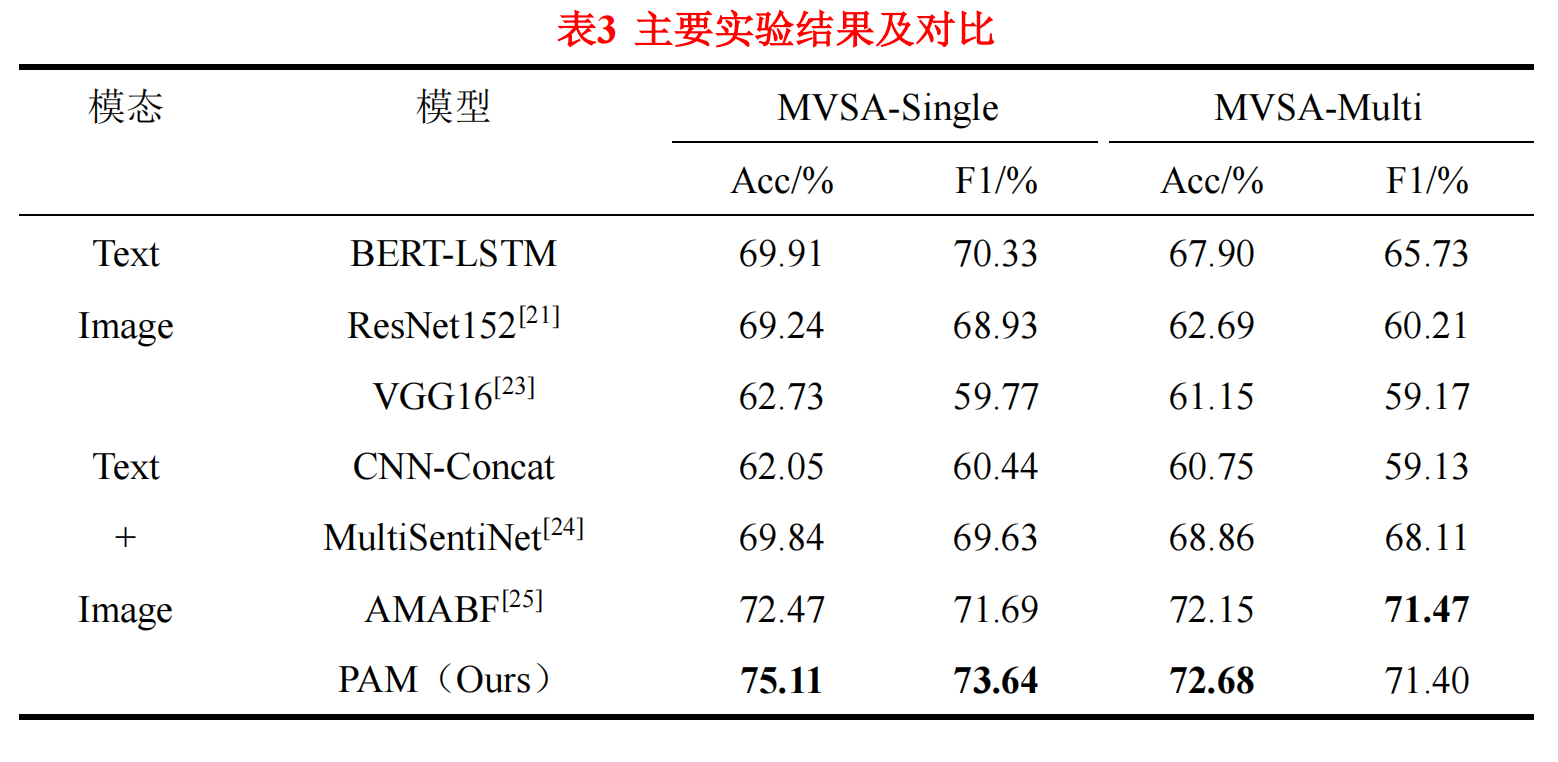 表3 主要实验结果及对比
模态 模型 MVSA-Single MVSA-Multi
Acc/% F1/% Acc/% F1/%
Text BERT-LSTM 69.91 70.33 67.90 65.73
Image ResNet152[21] 69.24 68.93 62.69 60.21
VGG16[23] 62.73 59.77 61.15 59.17
Text CNN-Concat 62.05 60.44 60.75 59.13
+ MultiSentiNet[24] 69.84 69.63 68.86 68.11
Image AMABF[25] 72.47 71.69 72.15 71.47
PAM（Ours） 75.11 73.64 72.68 71.40